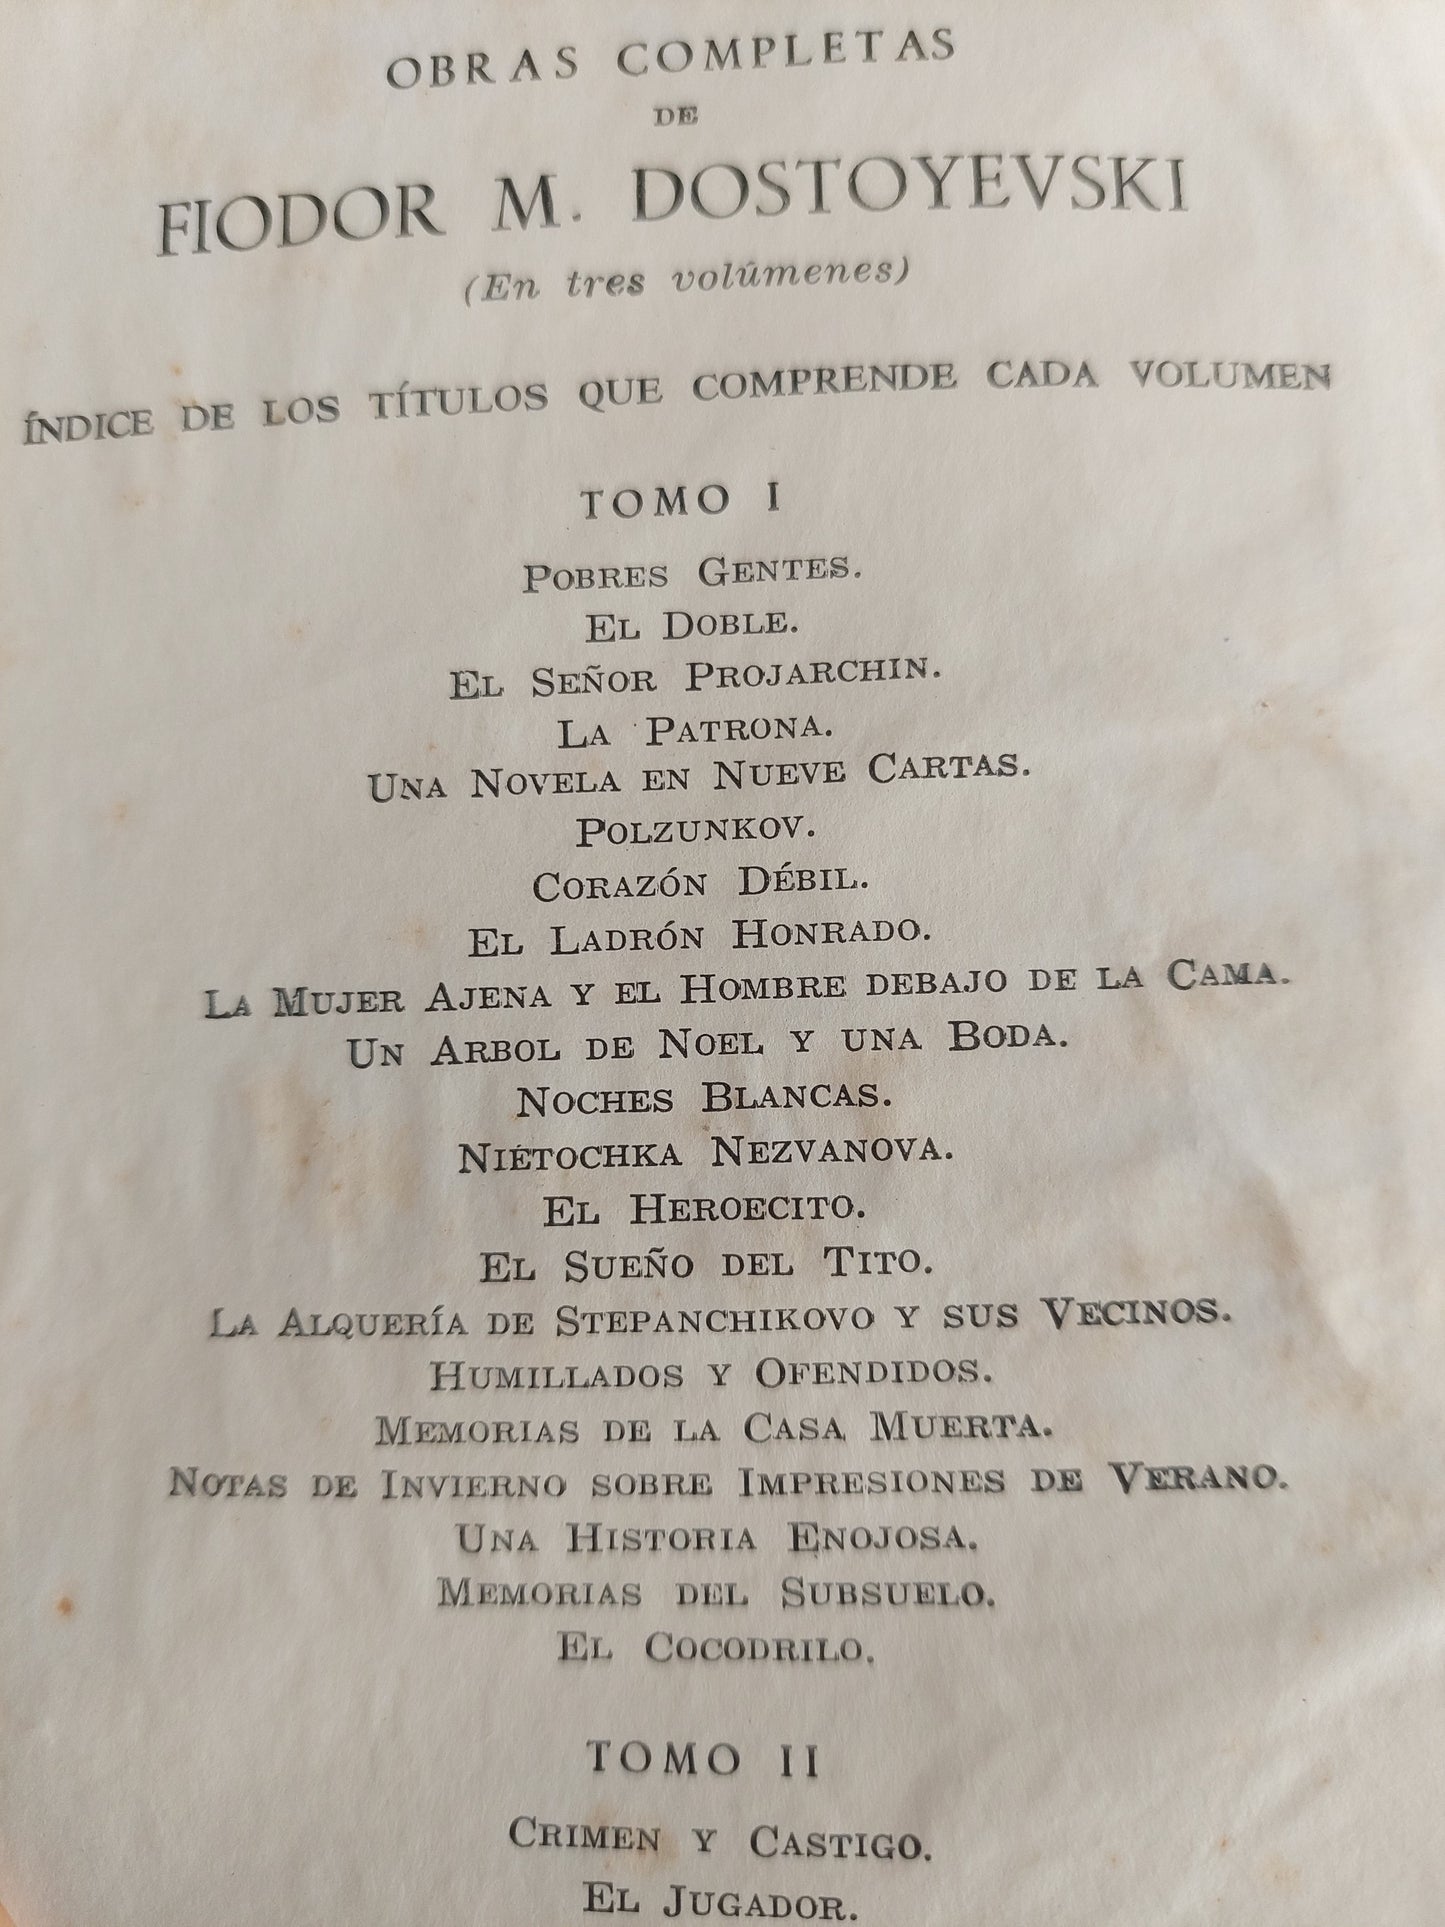 OBRAS COMPLETAS
DE
FIODOR M. DOSTOYEVSKI
(En tres volúmenes)
ÍNDICE DE LOS TÍTULOS QUE COMPRENDE CADA VOLUMEN
TOMO I
POBRES GENTES.
EL DOBLE.
EL SEÑOR PROJARCHIN.
LA PATRONA.
UNA NOVELA EN NUEVE CARTAS.
POLZUNKOV.
CORAZÓN DÉBIL.
EL LADRÓN HONRADO.
LA MUJER AJENA Y EL HOMBRE DEBAJO DE LA CAMA.
UN ARBOL DE NOEL Y UNA BODA.
NOCHES BLANCAS.
NIÉTOCHKA NEZVANOVA.
EL HEROECITO.
EL SUEÑO DEL TITO.
LA ALQUERÍA DE STEPANCHIKOVO Y SUS VECINOS.
HUMILLADOS Y OFENDIDOS.
MEMORIAS DE LA CASA MUERTA.
NOTAS DE INVIERNO SOBRE IMPRESIONES DE VERANO.
UNA HISTORIA ENOJOSA.
MEMORIAS DEL SUBSUELO.
EL COCODRILO.
TOMO II
CRIMEN Y CASTIGO.
EL JUGADOR.